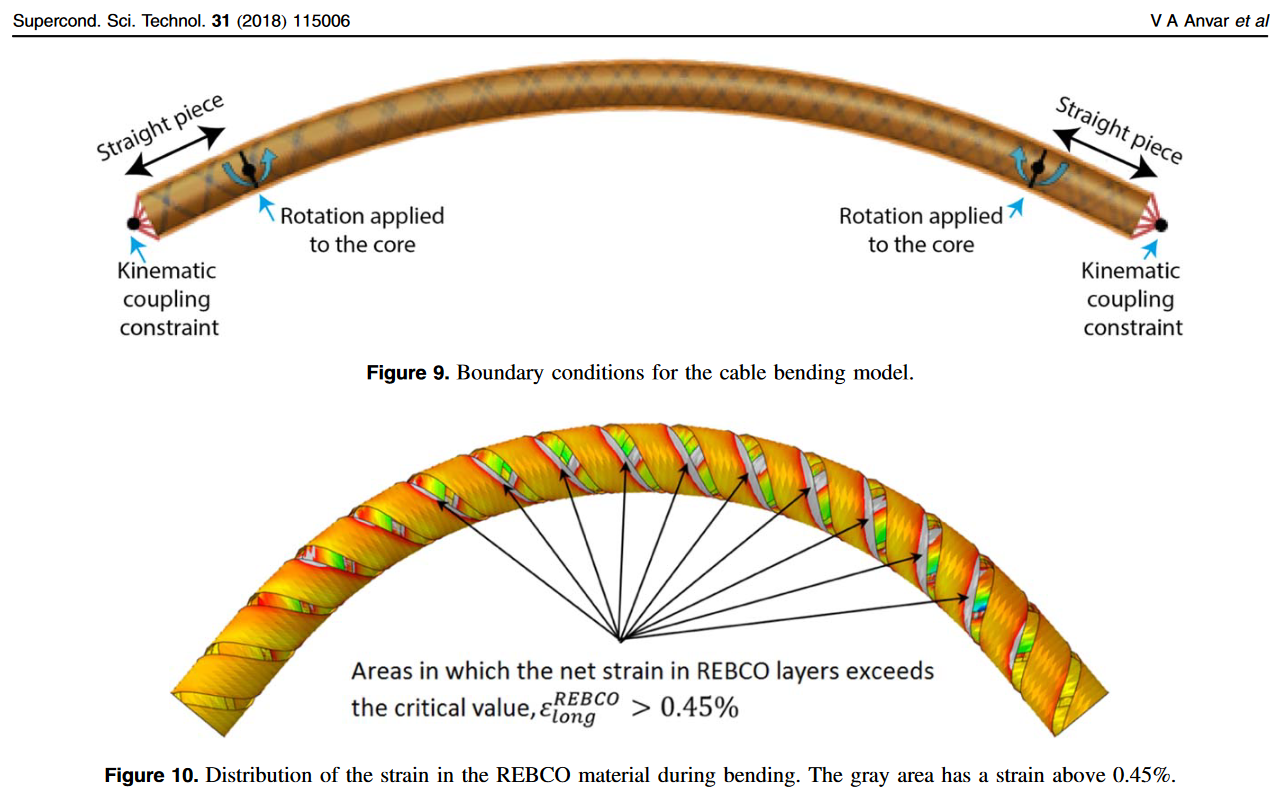 Supercond. Sci. Technol. 31 (2018) 115006
V A Anvar et al
Straight piece
Straight piece
Rotation applied
to the core
Rotation applied
to the core
Kinematic
coupling
constraint
Kinematic
coupling
constraint
Figure 9. Boundary conditions for the cable bending model.
Areas in which the net strain in REBCO layers exceeds
the critical value, ε_long^REBCO > 0.45%
Figure 10. Distribution of the strain in the REBCO material during bending. The gray area has a strain above 0.45%.